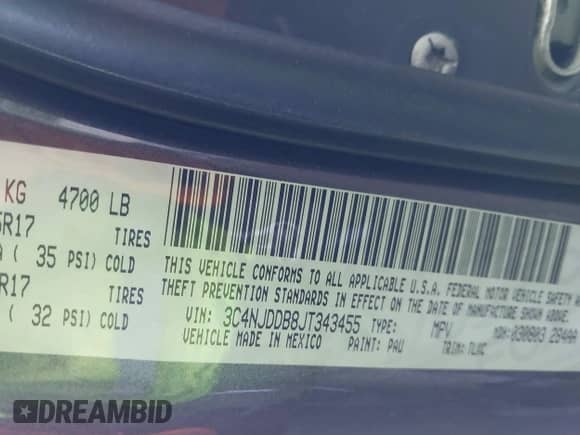 KG 4700 LB
5R17 TIRES
( 35 PSI) COLD
R17 TIRES
( 32 PSI) COLD
THIS VEHICLE CONFORMS TO ALL APPLICABLE U.S.A. FEDERAL MOTOR VEHICLE SAFETY
THEFT PREVENTION STANDARDS IN EFFECT ON THE DATE OF MANUFACTURE SHOWN ABOVE.
VIN: 3C4NJDDB8JT343455 TYPE: MPV
VEHICLE MADE IN MEXICO PAINT: PAU TRIM:
DREAMBID